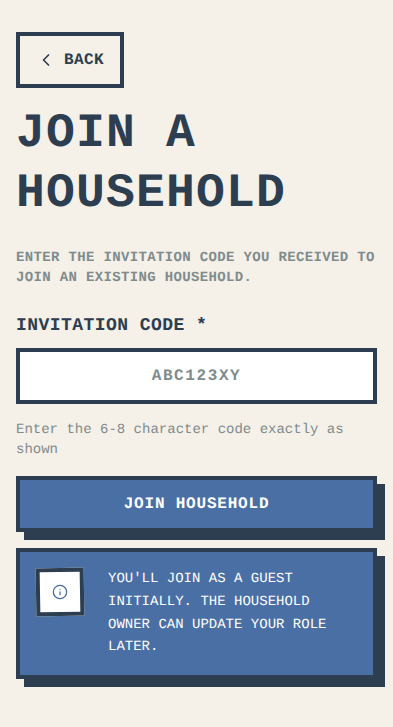 BACK
JOIN A
HOUSEHOLD
ENTER THE INVITATION CODE YOU RECEIVED TO
JOIN AN EXISTING HOUSEHOLD.
INVITATION CODE *
ABC123XY
Enter the 6-8 character code exactly as
shown
JOIN HOUSEHOLD
YOU'LL JOIN AS A GUEST
INITIALLY. THE HOUSEHOLD
OWNER CAN UPDATE YOUR ROLE
LATER.